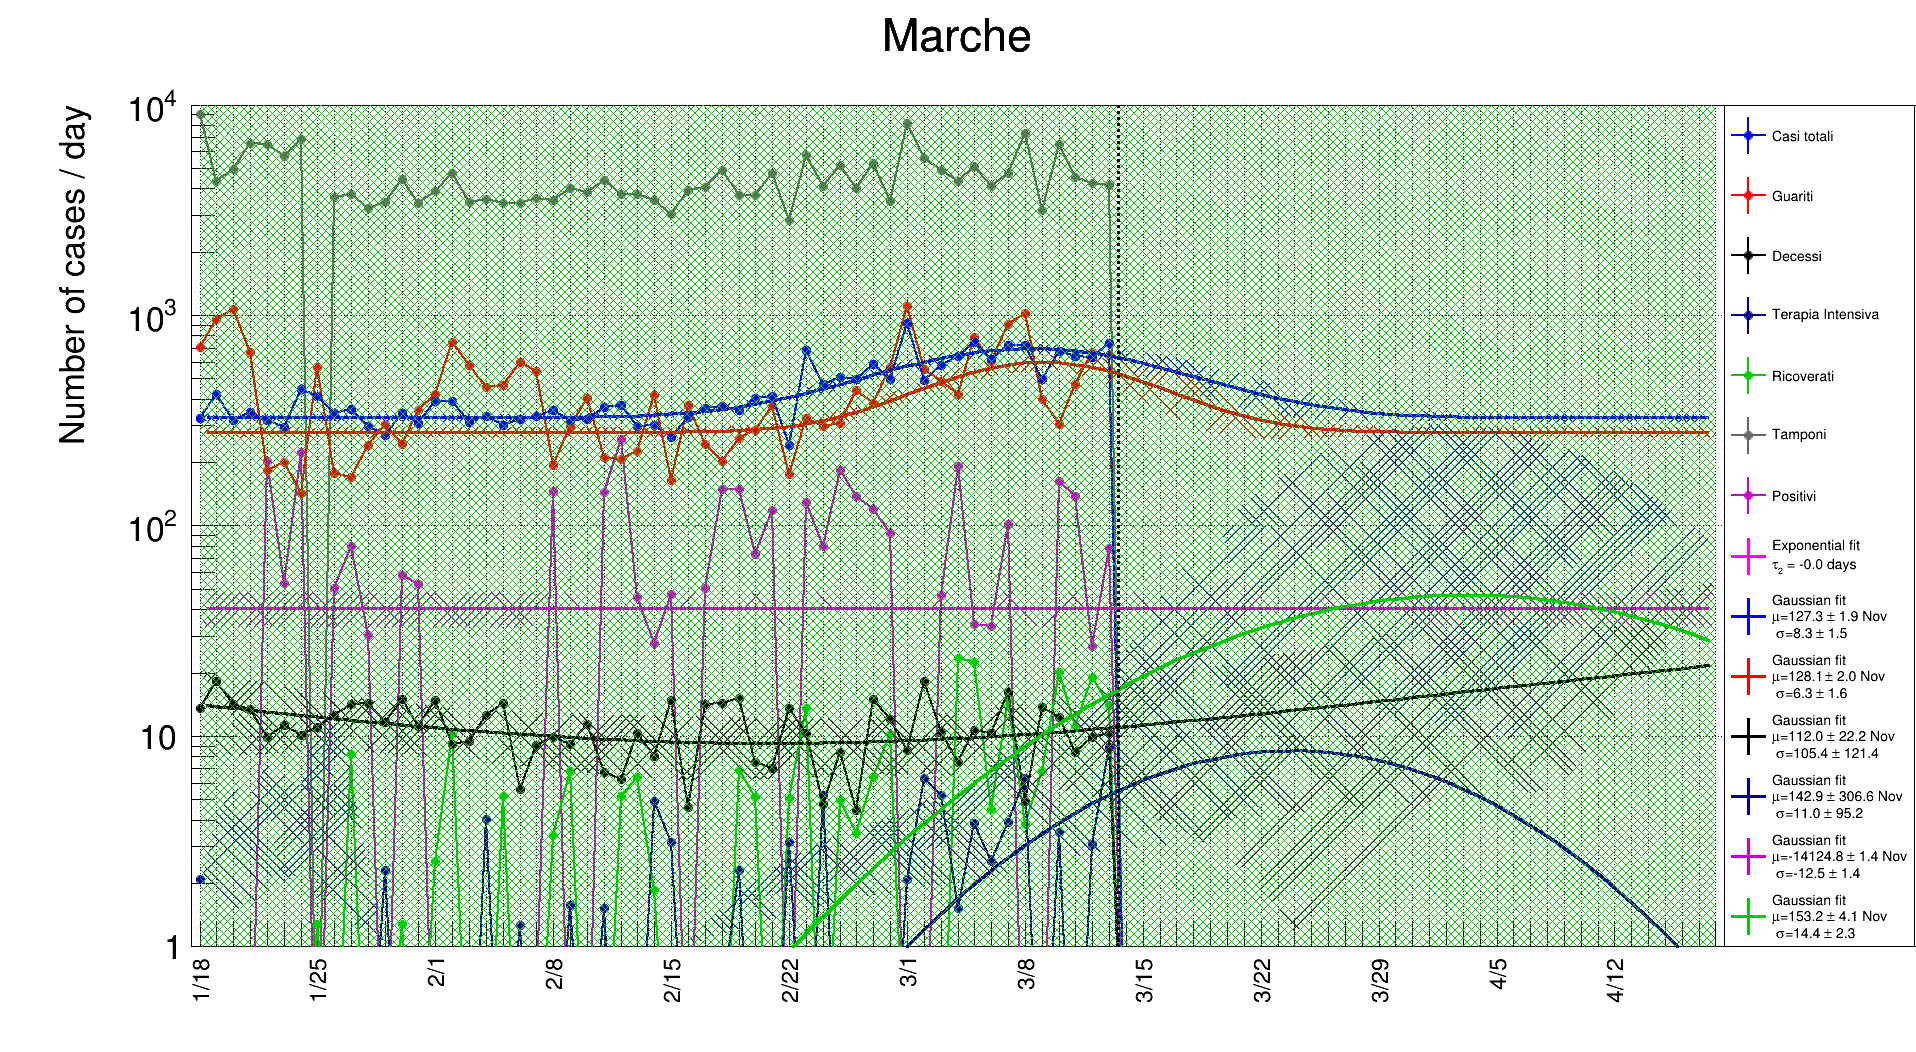 Marche
Number of cases / day
10⁴
10³
10²
10
1
1/18
1/25
2/1
2/8
2/15
2/22
3/1
3/8
3/15
3/22
3/29
4/5
4/12
Casi totali
Guariti
Decessi
Terapia Intensiva
Ricoverati
Tamponi
Positivi
Exponential fit
τ₂ = -0.0 days
Gaussian fit
μ=127.3 ± 1.9 Nov
σ=8.3 ± 1.5
Gaussian fit
μ=128.1 ± 2.0 Nov
σ=6.3 ± 1.6
Gaussian fit
μ=112.0 ± 22.2 Nov
σ=105.4 ± 121.4
Gaussian fit
μ=142.9 ± 306.6 Nov
σ=11.0 ± 95.2
Gaussian fit
μ=-14124.8 ± 1.4 Nov
σ=-12.5 ± 1.4
Gaussian fit
μ=153.2 ± 4.1 Nov
σ=14.4 ± 2.3